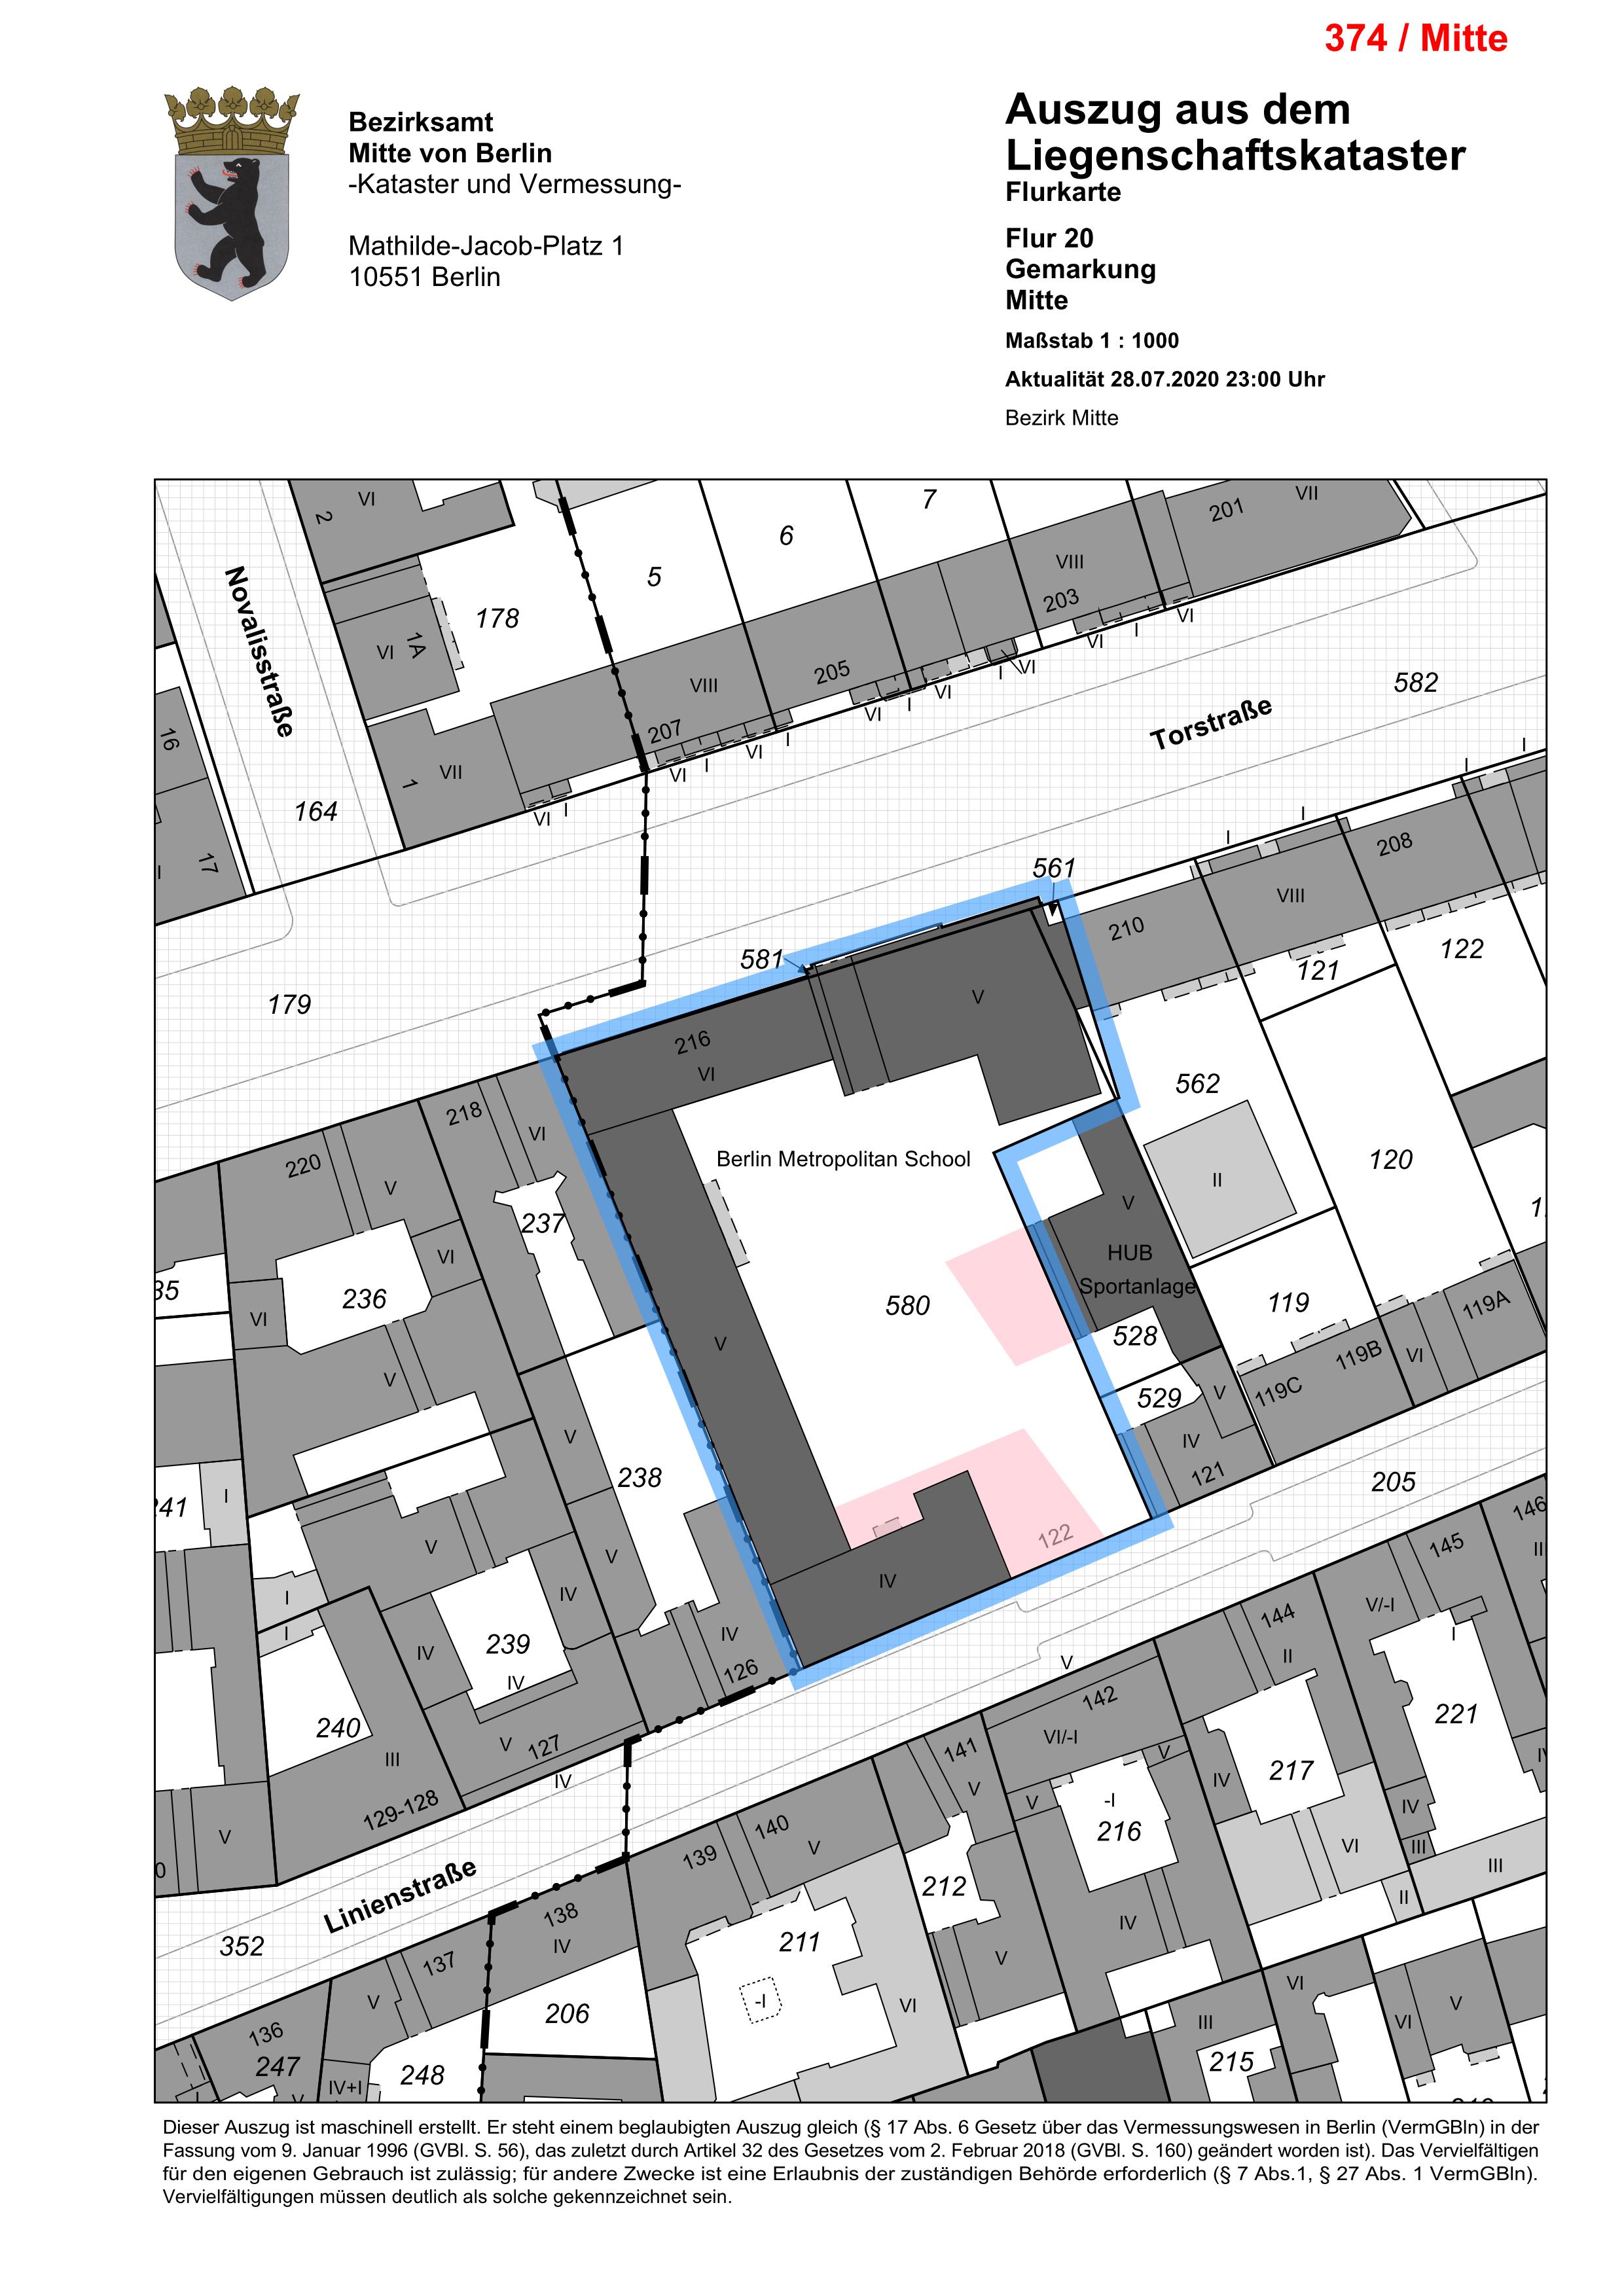 374 / Mitte
Bezirksamt
Mitte von Berlin
-Kataster und Vermessung-
Mathilde-Jacob-Platz 1
10551 Berlin
Auszug aus dem
Liegenschaftskataster
Flurkarte
Flur 20
Gemarkung
Mitte
Maßstab 1 : 1000
Aktualität 28.07.2020 23:00 Uhr
Bezirk Mitte
2
VI
7
201
VII
6
5
VIII
203
178
VI
1A
Novalisstraße
VIII
205
VI
I
VI
I
VI
582
207
VI
I
VI
Torstraße
16
VII
1
VI
I
VI
I
I
I
164
VI
I
17
I
I
I
208
561
VIII
210
122
581
121
179
V
216
VI
562
218
VI
220
V
Berlin Metropolitan School
120
II
V
237
VI
HUB
Sportanlage
35
236
VI
580
119
119A
528
119B
VI
V
V
529
V
119C
V
IV
121
238
205
241
I
V
V
122
146
145
IV
IV
I
I
144
V/-I
II
I
239
IV
IV
IV
126
V
142
221
240
V
127
III
IV
141
VI/-I
V
217
IV
129-128
V
V
-I
216
IV
III
VI
V
140
V
139
III
II
Linienstraße
212
138
IV
IV
352
211
137
V
VI
V
-I
VI
206
VI
V
III
136
247
248
IV+I
215
Dieser Auszug ist maschinell erstellt. Er steht einem beglaubigten Auszug gleich (§ 17 Abs. 6 Gesetz über das Vermessungswesen in Berlin (VermGBln) in der
Fassung vom 9. Januar 1996 (GVBl. S. 56), das zuletzt durch Artikel 32 des Gesetzes vom 2. Februar 2018 (GVBl. S. 160) geändert worden ist). Das Vervielfältigen
für den eigenen Gebrauch ist zulässig; für andere Zwecke ist eine Erlaubnis der zuständigen Behörde erforderlich (§ 7 Abs.1, § 27 Abs. 1 VermGBln).
Vervielfältigungen müssen deutlich als solche gekennzeichnet sein.